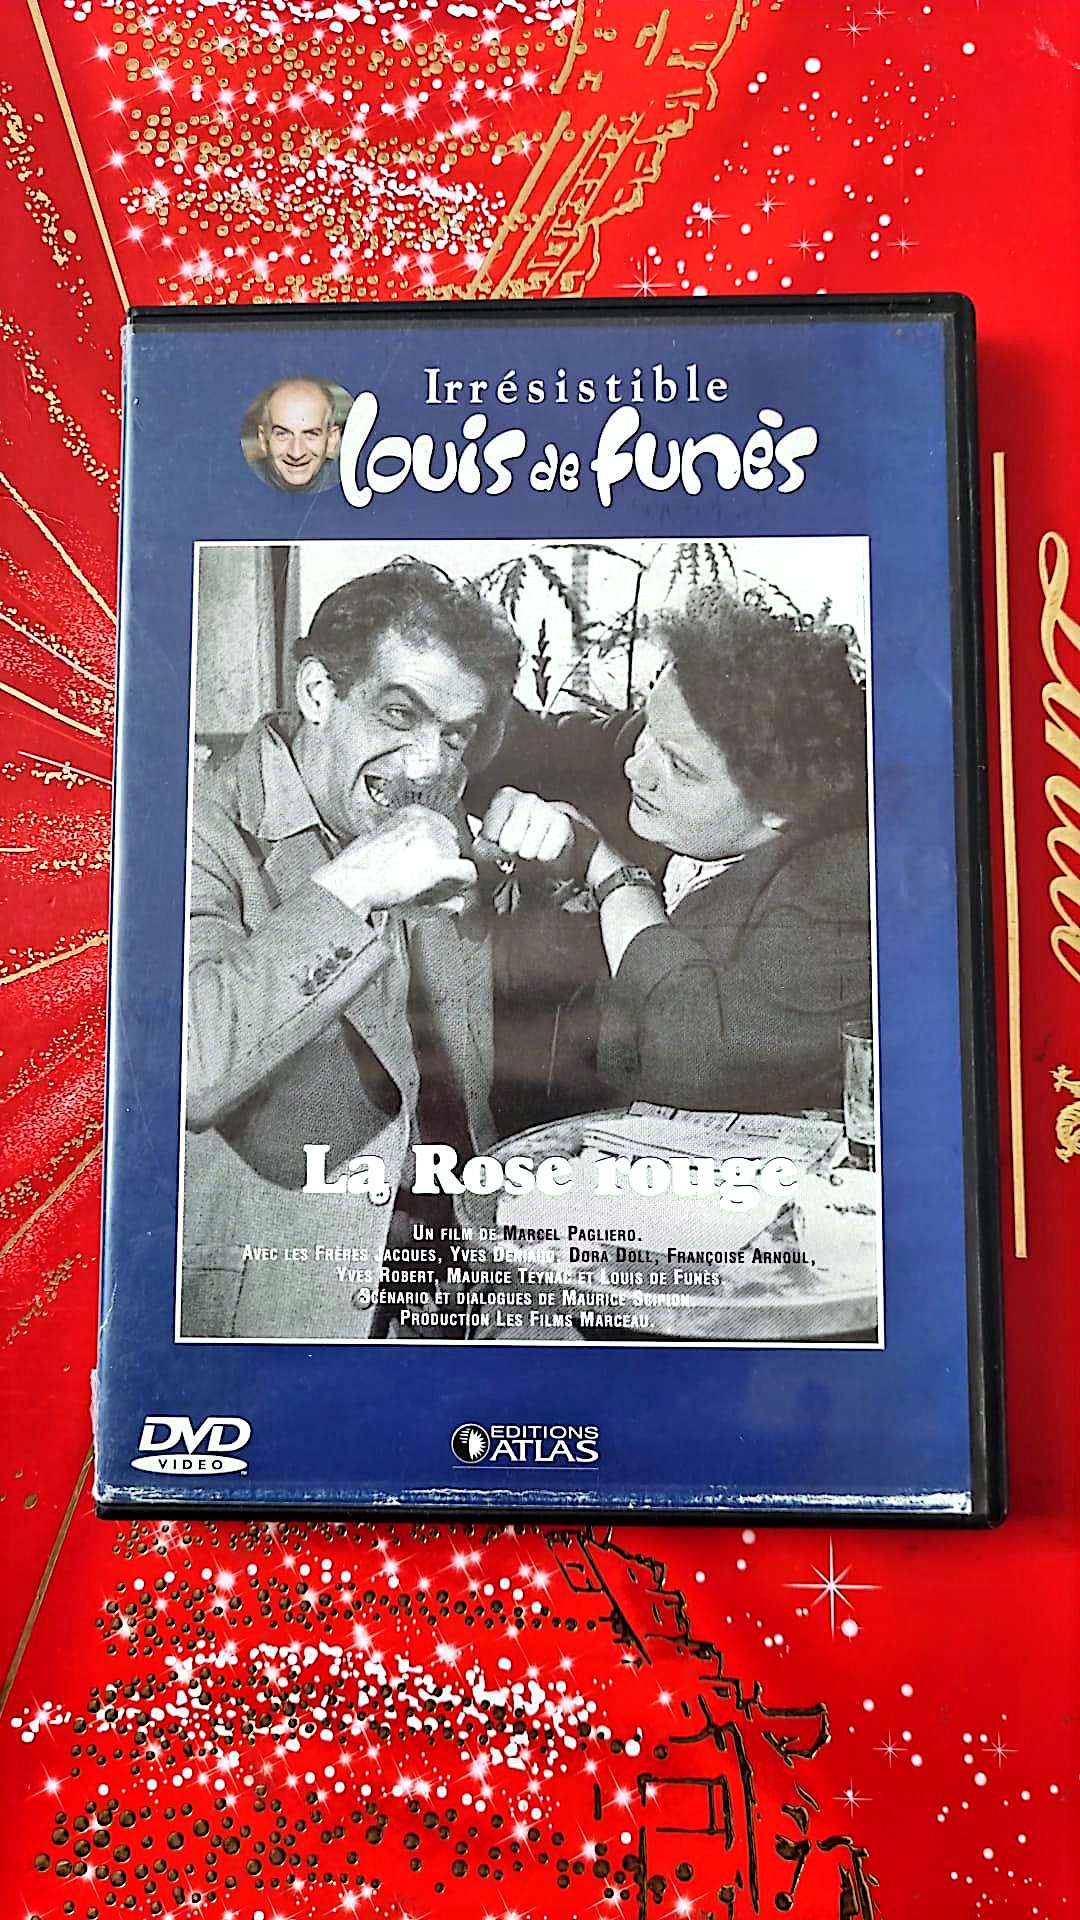 Irrésistible
louis de funès
La Rose rouge
Un film de Marcel Pagliero.
Avec les Frères Jacques, Yves Deniaud, Dora Doll, Françoise Arnoul,
Yves Robert, Maurice Teynac et Louis de Funès.
Scénario et dialogues de Maurice Scipion.
Production Les Films Marceau.
DVD
VIDEO
EDITIONS
ATLAS